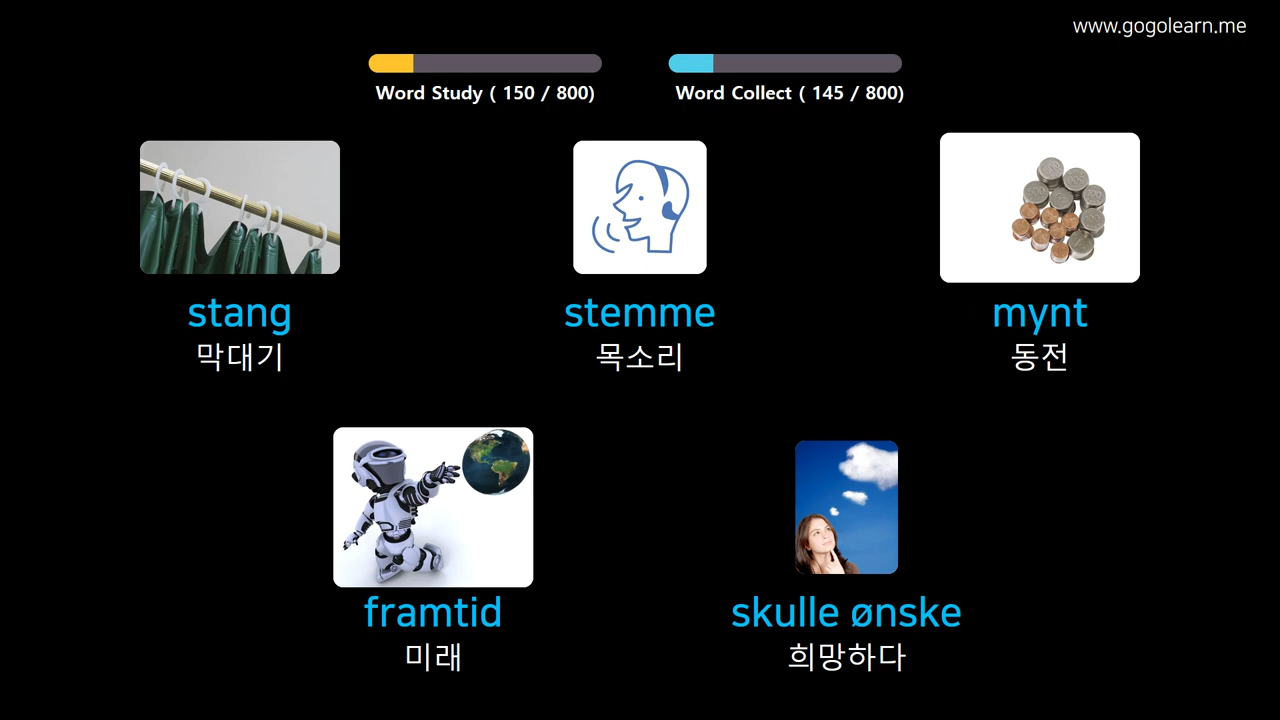 www.gogolearn.me
Word Study ( 150 / 800)
Word Collect ( 145 / 800)
stang
막대기
stemme
목소리
mynt
동전
framtid
미래
skulle ønske
희망하다